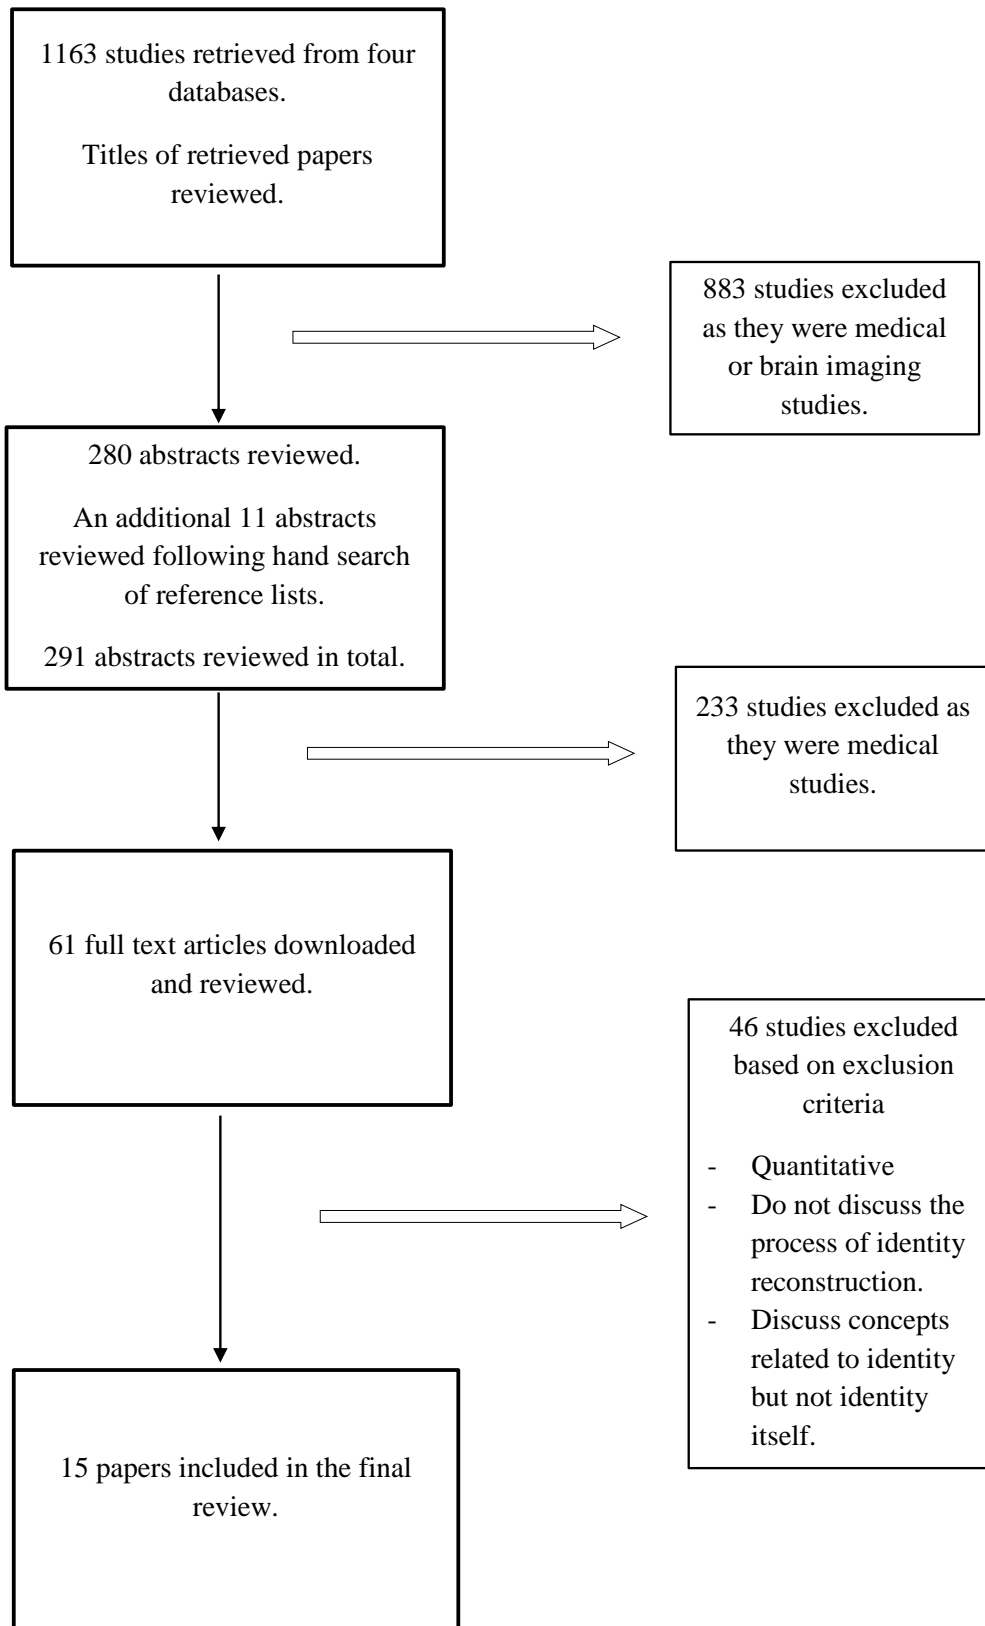 1163 studies retrieved from four
databases.
Titles of retrieved papers
reviewed.
883 studies excluded
as they were medical
or brain imaging
studies.
280 abstracts reviewed.
An additional 11 abstracts
reviewed following hand search
of reference lists.
291 abstracts reviewed in total.
233 studies excluded as
they were medical
studies.
61 full text articles downloaded
and reviewed.
46 studies excluded
based on exclusion
criteria
- Quantitative
- Do not discuss the
process of identity
reconstruction.
- Discuss concepts
related to identity
but not identity
itself.
15 papers included in the final
review.